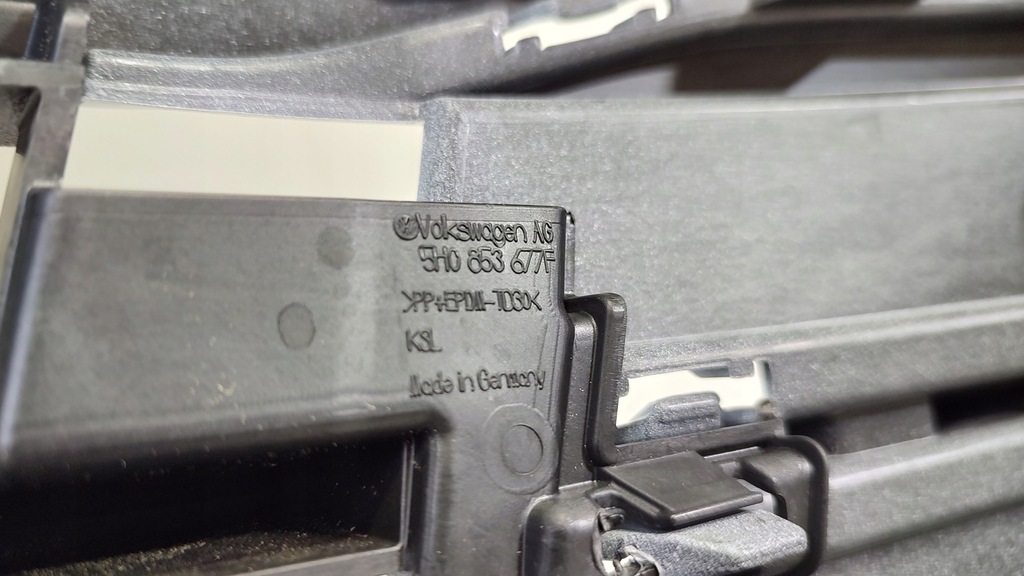 Volkswagen AG
5H0 853 677F
>PP+EPDM-TD30<
KSL
Made in Germany